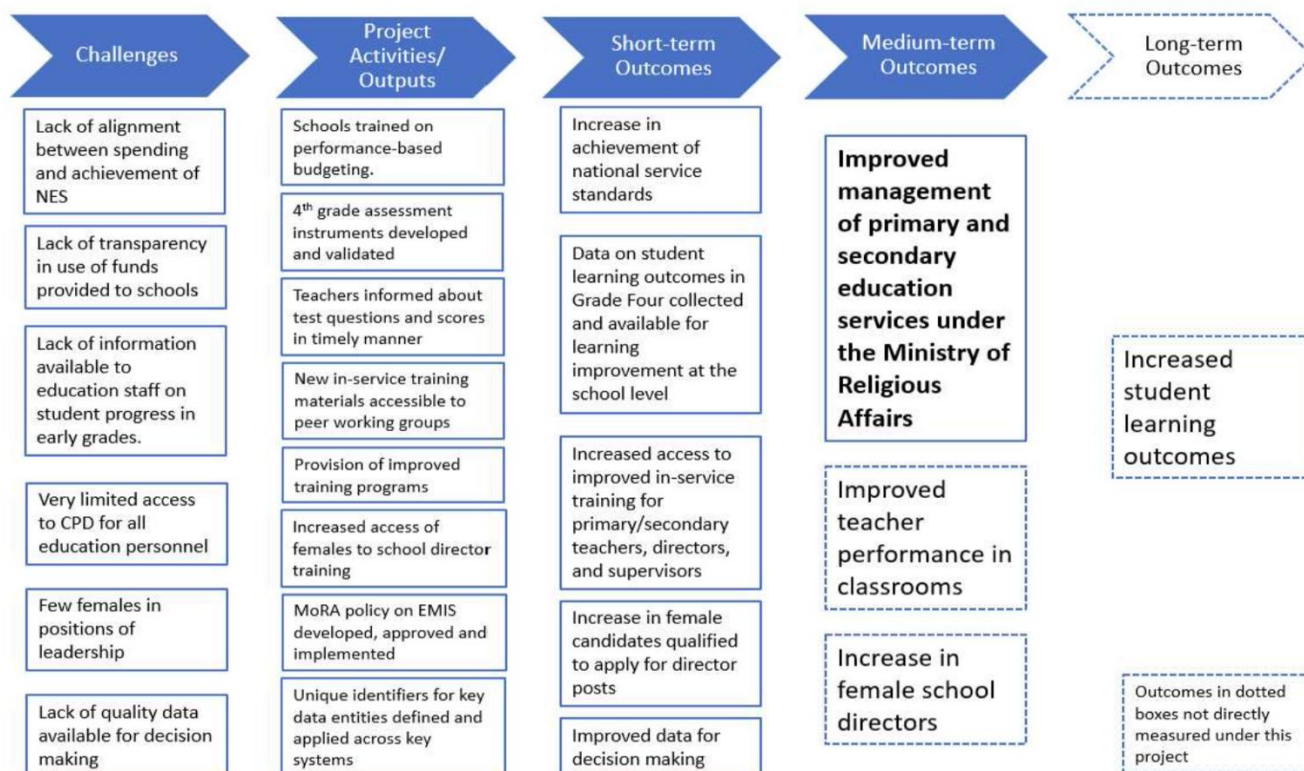 Challenges
Project
Activities/
Outputs
Short-term
Outcomes
Medium-term
Outcomes
Long-term
Outcomes
Lack of alignment
between spending
and achievement of
NES
Lack of transparency
in use of funds
provided to schools
Lack of information
available to
education staff on
student progress in
early grades.
Very limited access
to CPD for all
education personnel
Few females in
positions of
leadership
Lack of quality data
available for decision
making
Schools trained on
performance-based
budgeting.
4th grade assessment
instruments developed
and validated
Teachers informed about
test questions and scores
in timely manner
New in-service training
materials accessible to
peer working groups
Provision of improved
training programs
Increased access of
females to school director
training
MoRA policy on EMIS
developed, approved and
implemented
Unique identifiers for key
data entities defined and
applied across key
systems
Increase in
achievement of
national service
standards
Data on student
learning outcomes in
Grade Four collected
and available for
learning
improvement at the
school level
Increased access to
improved in-service
training for
primary/secondary
teachers, directors,
and supervisors
Increase in female
candidates qualified
to apply for director
posts
Improved data for
decision making
Improved
management
of primary and
secondary
education
services under
the Ministry of
Religious
Affairs
Improved
teacher
performance in
classrooms
Increase in
female school
directors
Increased
student
learning
outcomes
Outcomes in dotted
boxes not directly
measured under this
project